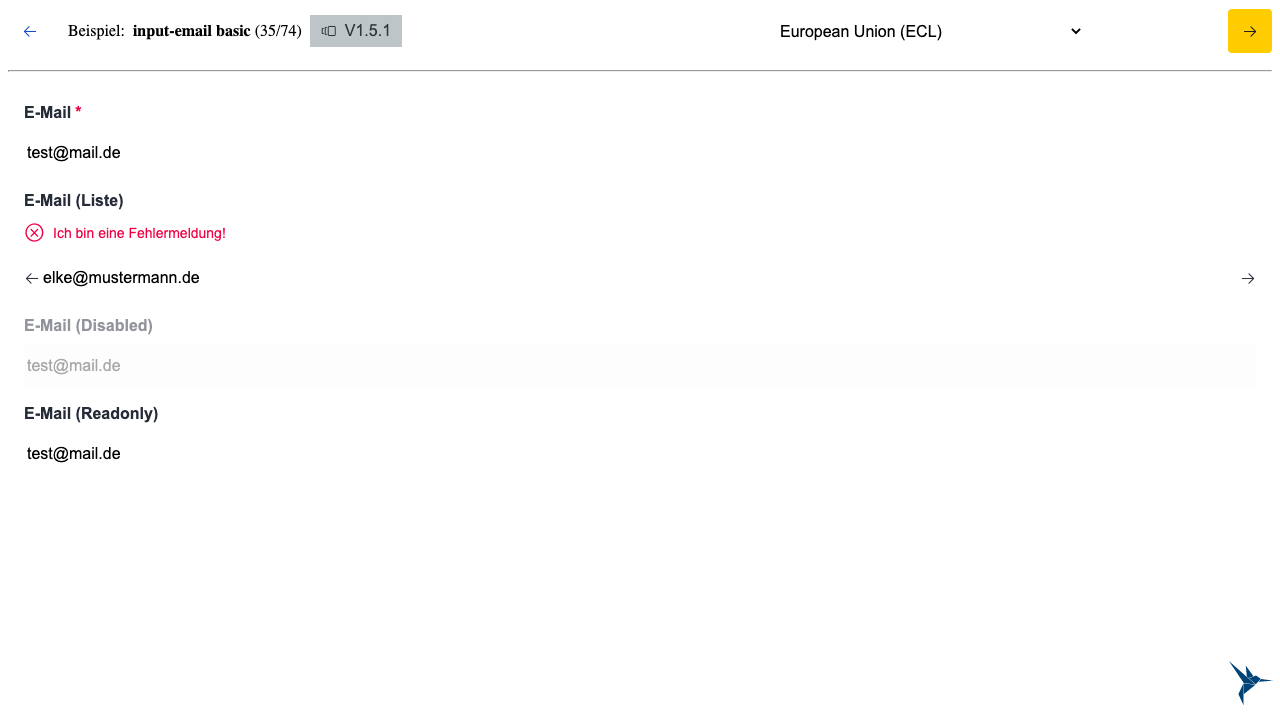 Beispiel: input-email basic (35/74) V1.5.1 European Union (ECL)
E-Mail *
test@mail.de
E-Mail (Liste)
Ich bin eine Fehlermeldung!
elke@mustermann.de
E-Mail (Disabled)
test@mail.de
E-Mail (Readonly)
test@mail.de